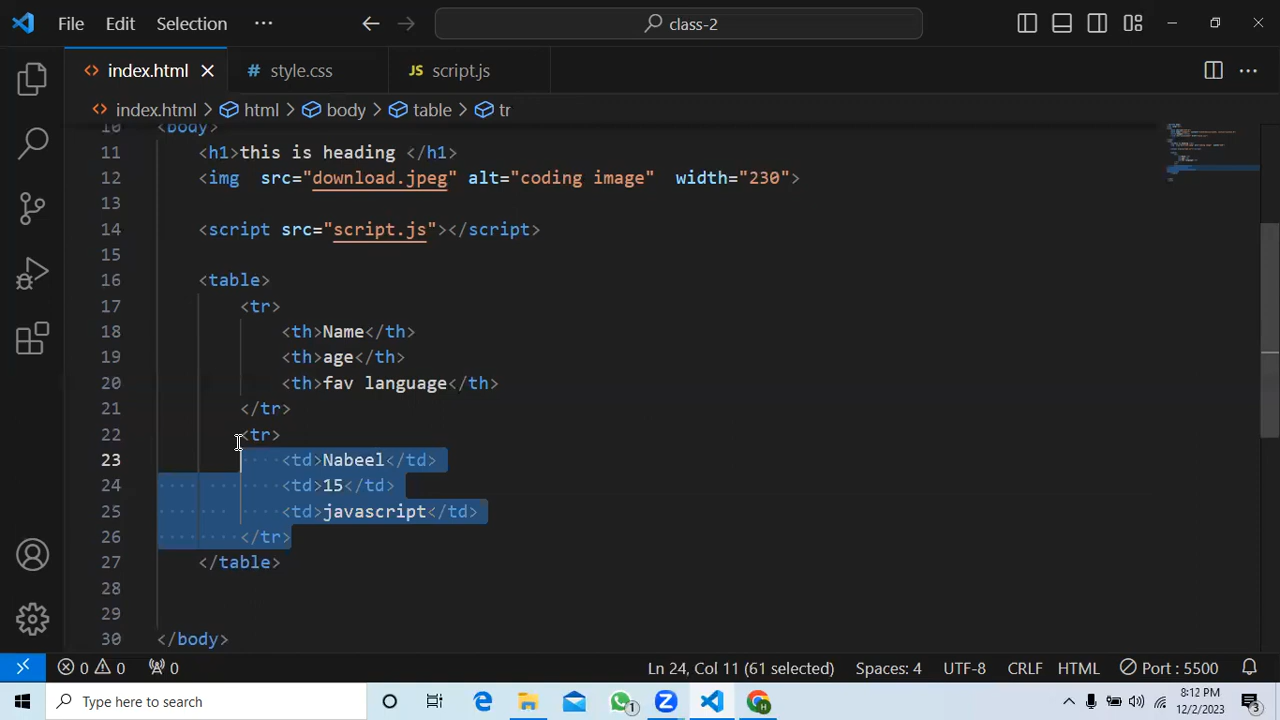 File Edit Selection ··· class-2
index.html style.css JS script.js
index.html > html > body > table > tr
10 <body>
11 <h1>this is heading </h1>
12 <img  src="download.jpeg" alt="coding image"  width="230">
13
14 <script src="script.js"></script>
15
16 <table>
17 <tr>
18 <th>Name</th>
19 <th>age</th>
20 <th>fav language</th>
21 </tr>
22 <tr>
23 <td>Nabeel</td>
24 <td>15</td>
25 <td>javascript</td>
26 </tr>
27 </table>
28
29
30 </body>
0 0 0 Ln 24, Col 11 (61 selected) Spaces: 4 UTF-8 CRLF HTML Port : 5500
Type here to search 1 8:12 PM
12/2/2023 3